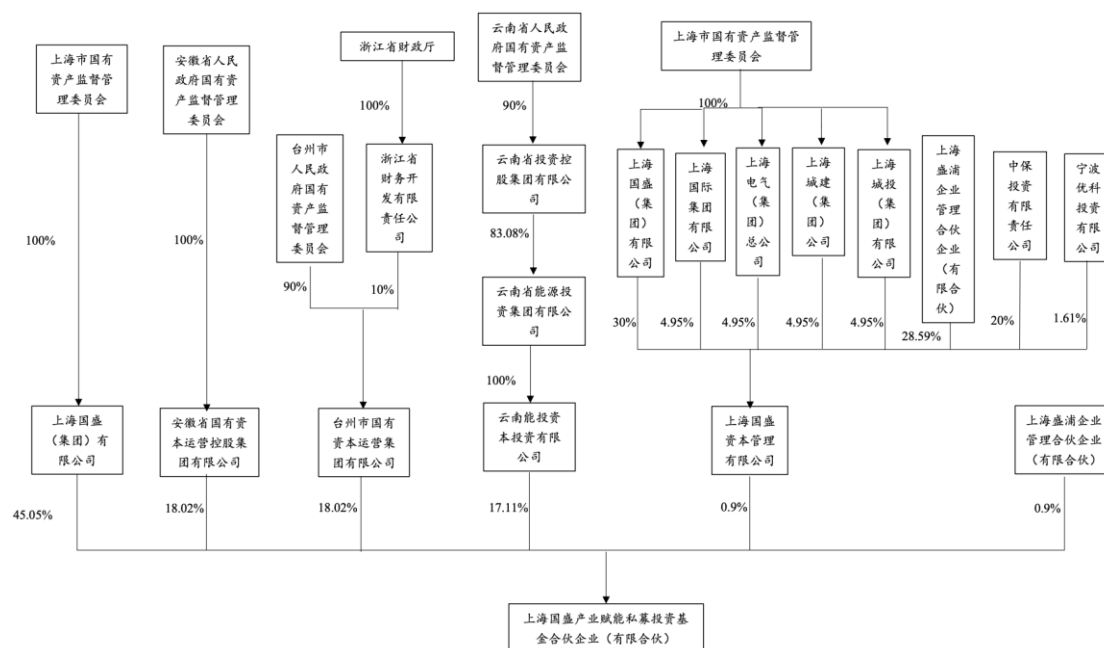 上海市国有
资产监督管
理委员会
安徽省人民
政府国有资
产监督管理
委员会
浙江省财政厅
云南省人民政
府国有资产监
督管理委员会
上海市国有资产监督管
理委员会
100%
90%
100%
台州市
人民政
府国有
资产监
督管理
委员会
浙江省
财务开
发有限
责任公
司
云南省投资控
股集团有限公
司
上海
国盛
（集
团）
有限
公司
上海
国际
集团
有限
公司
上海
电气
（集
团）
总公
司
上海
城建
（集
团）
公司
上海
城投
（集
团）
有限
公司
上海
盛浦
企业
管理
合伙
企业
（有
限合
伙）
中保
投资
有限
责任
公司
宁波
优科
投资
有限
公司
100%
100%
83.08%
90%
10%
云南省能源投
资集团有限公
司
30%
4.95%
4.95%
4.95%
4.95%
28.59%
20%
1.61%
100%
上海国盛
（集团）有
限公司
安徽省国有资
本运营控股集
团有限公司
台州市国有
资本运营集
团有限公司
云南能投资
本投资有限
公司
上海国盛
资本管理
有限公司
上海盛浦企业
管理合伙企业
（有限合伙）
45.05%
18.02%
18.02%
17.11%
0.9%
0.9%
上海国盛产业赋能私募投资基
金合伙企业（有限合伙）